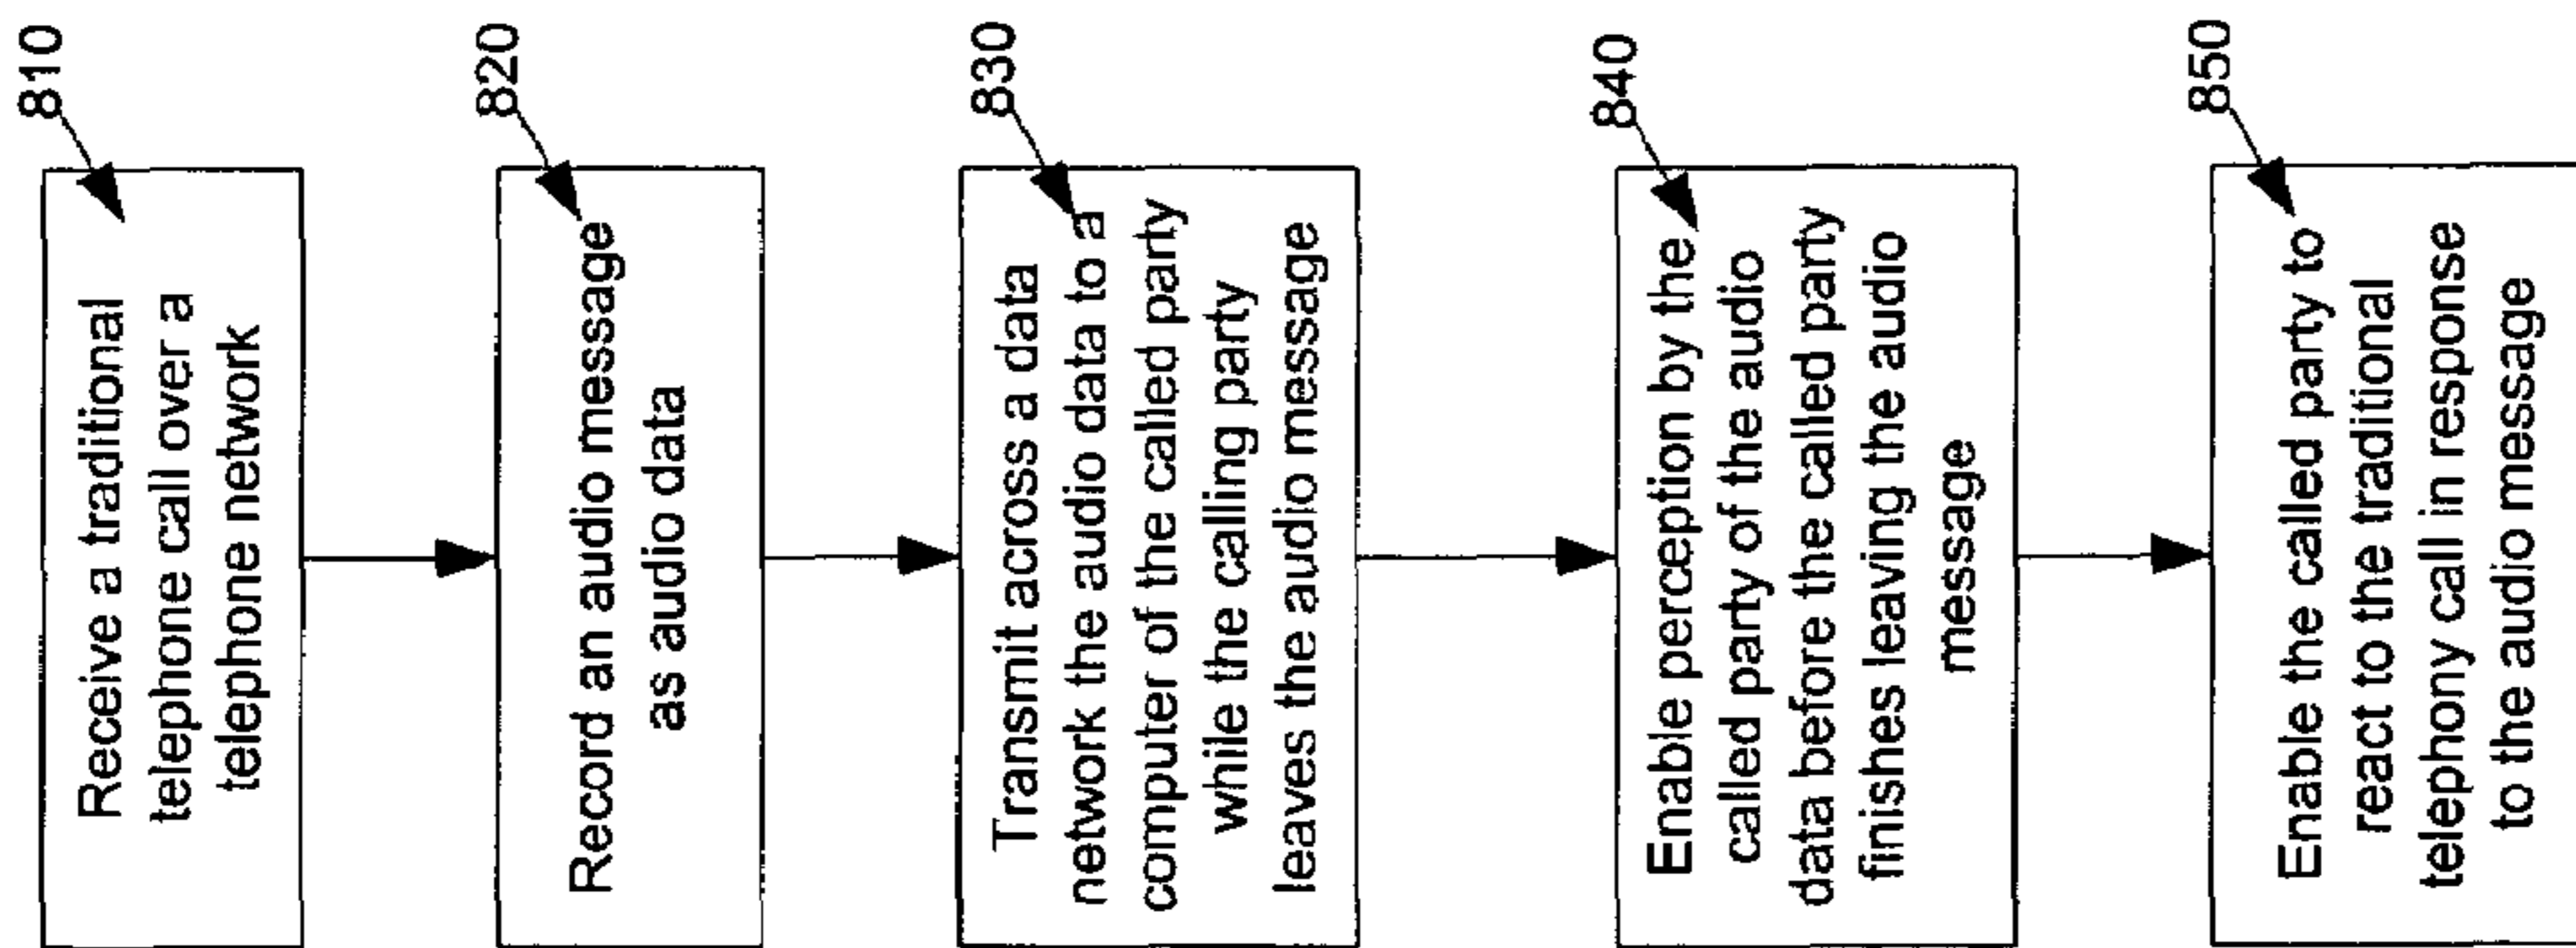 810
Receive a traditional
telephone call over a
telephone network
820
Record an audio message
as audio data
830
Transmit across a data
network the audio data to a
computer of the called party
while the calling party
leaves the audio message
840
Enable perception by the
called party of the audio
data before the called party
finishes leaving the audio
message
850
Enable the called party to
react to the traditional
telephony call in response
to the audio message